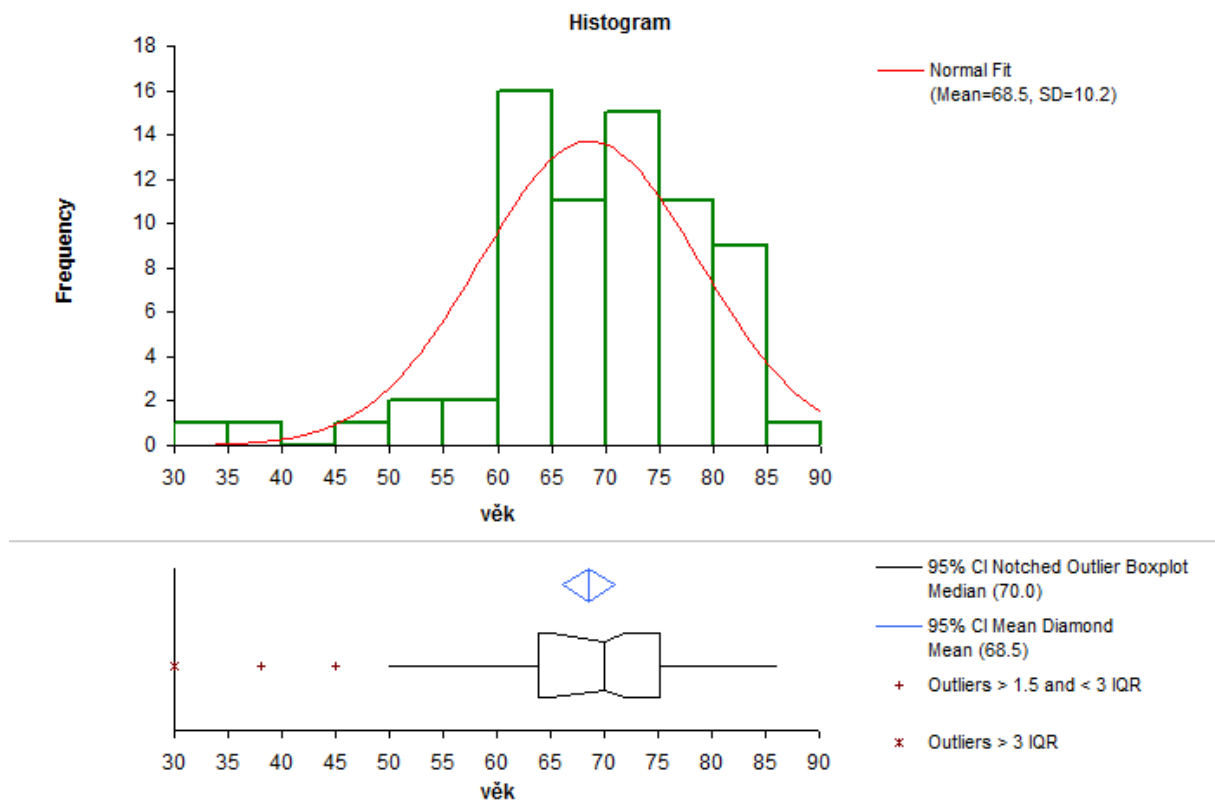 Histogram
18
16
14
12
10
8
6
4
2
0
Frequency
30 35 40 45 50 55 60 65 70 75 80 85 90
věk
Normal Fit
(Mean=68.5, SD=10.2)
30 35 40 45 50 55 60 65 70 75 80 85 90
věk
95% CI Notched Outlier Boxplot
Median (70.0)
95% CI Mean Diamond
Mean (68.5)
Outliers > 1.5 and < 3 IQR
Outliers > 3 IQR